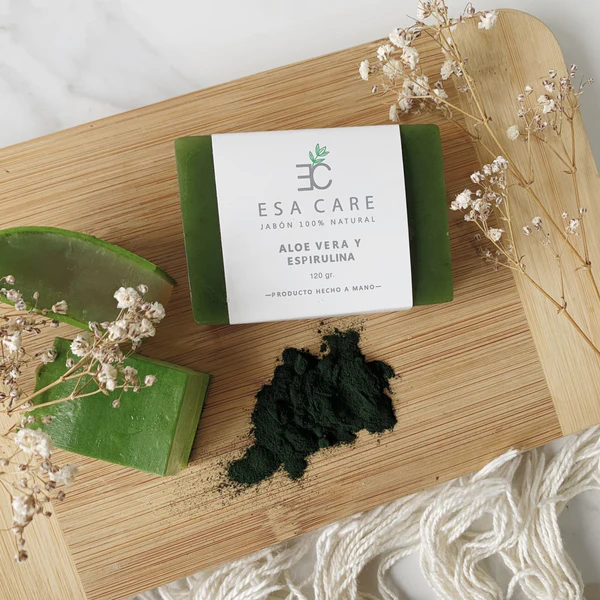 EC
ESA CARE
JABÓN 100% NATURAL
ALOE VERA Y
ESPIRULINA
120 gr.
—PRODUCTO HECHO A MANO—